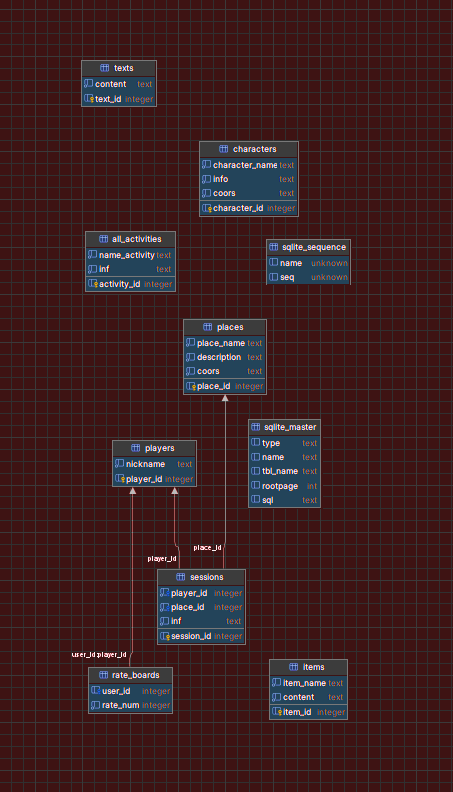 texts
content text
text_id integer
characters
character_name text
info text
coors text
character_id integer
all_activities
name_activity text
inf text
activity_id integer
sqlite_sequence
name unknown
seq unknown
places
place_name text
description text
coors text
place_id integer
sqlite_master
type text
name text
tbl_name text
rootpage int
sql text
players
nickname text
player_id integer
place_id
player_id
sessions
player_id integer
place_id integer
inf text
session_id integer
user_id:player_id
rate_boards
user_id integer
rate_num integer
items
item_name text
content text
item_id integer